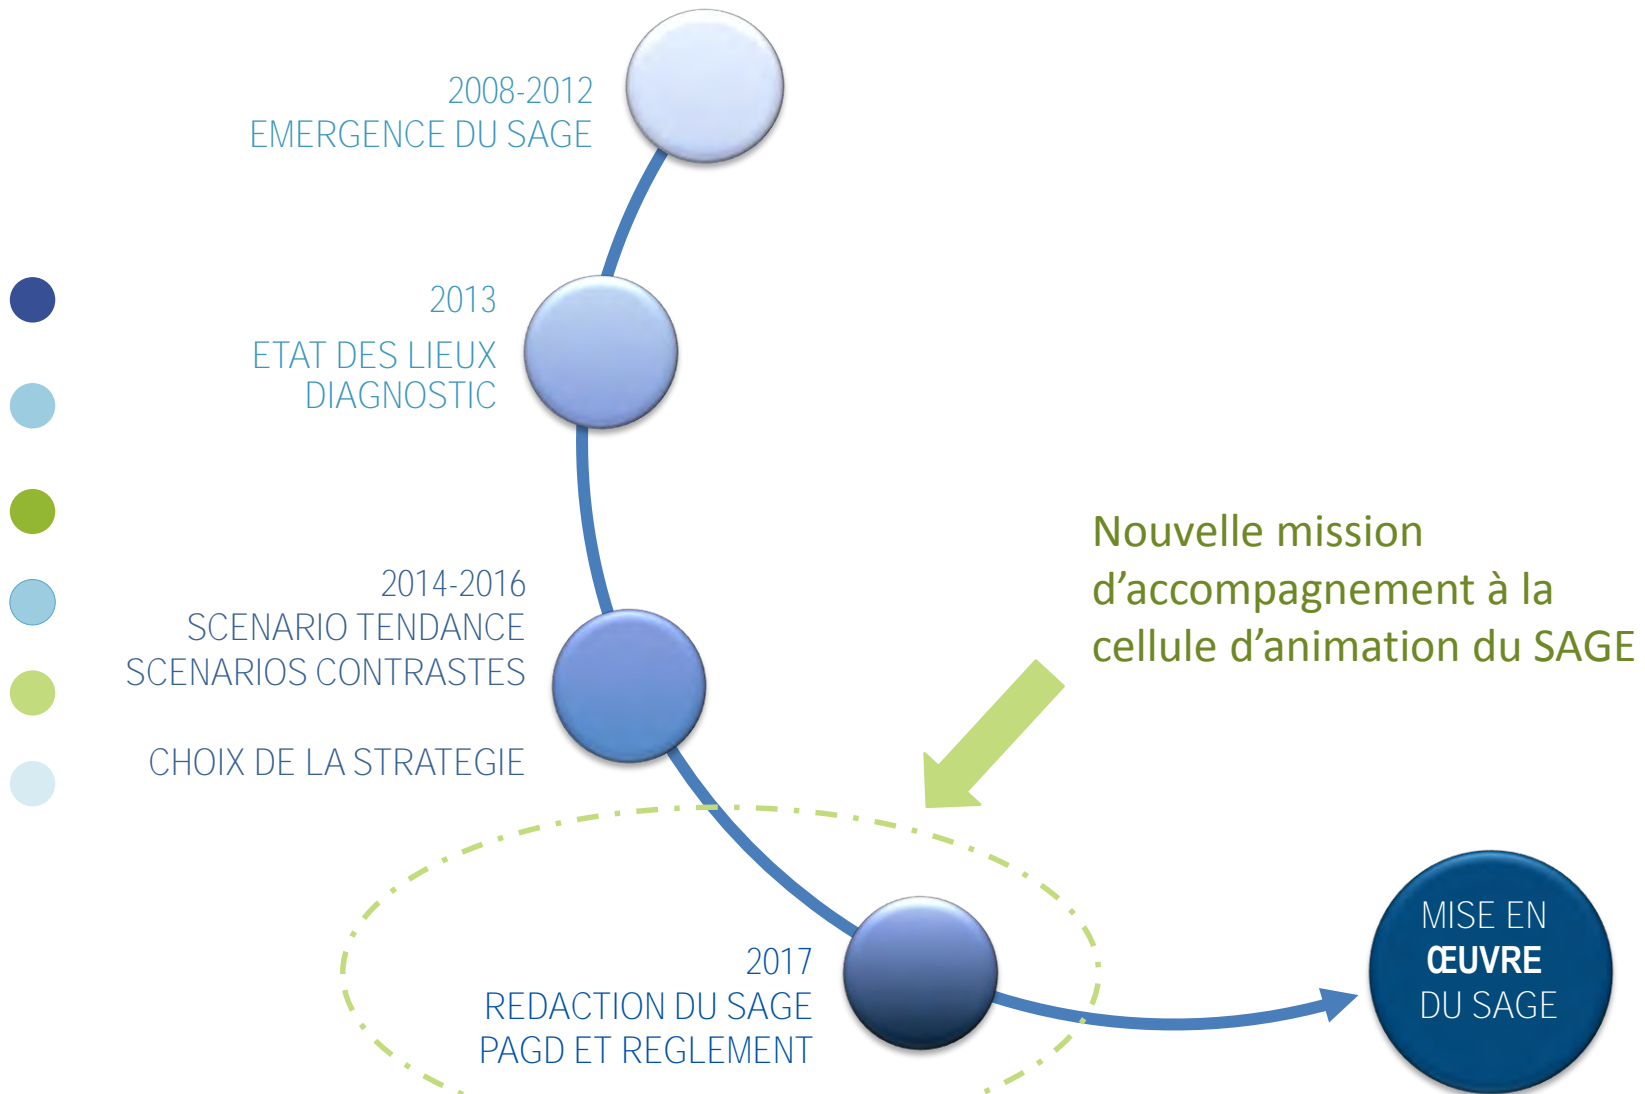 2008-2012
EMERGENCE DU SAGE
2013
ETAT DES LIEUX
DIAGNOSTIC
2014-2016
SCENARIO TENDANCE
SCENARIOS CONTRASTES
CHOIX DE LA STRATEGIE
Nouvelle mission
d’accompagnement à la
cellule d’animation du SAGE
2017
REDACTION DU SAGE
PAGD ET REGLEMENT
MISE EN
ŒUVRE
DU SAGE